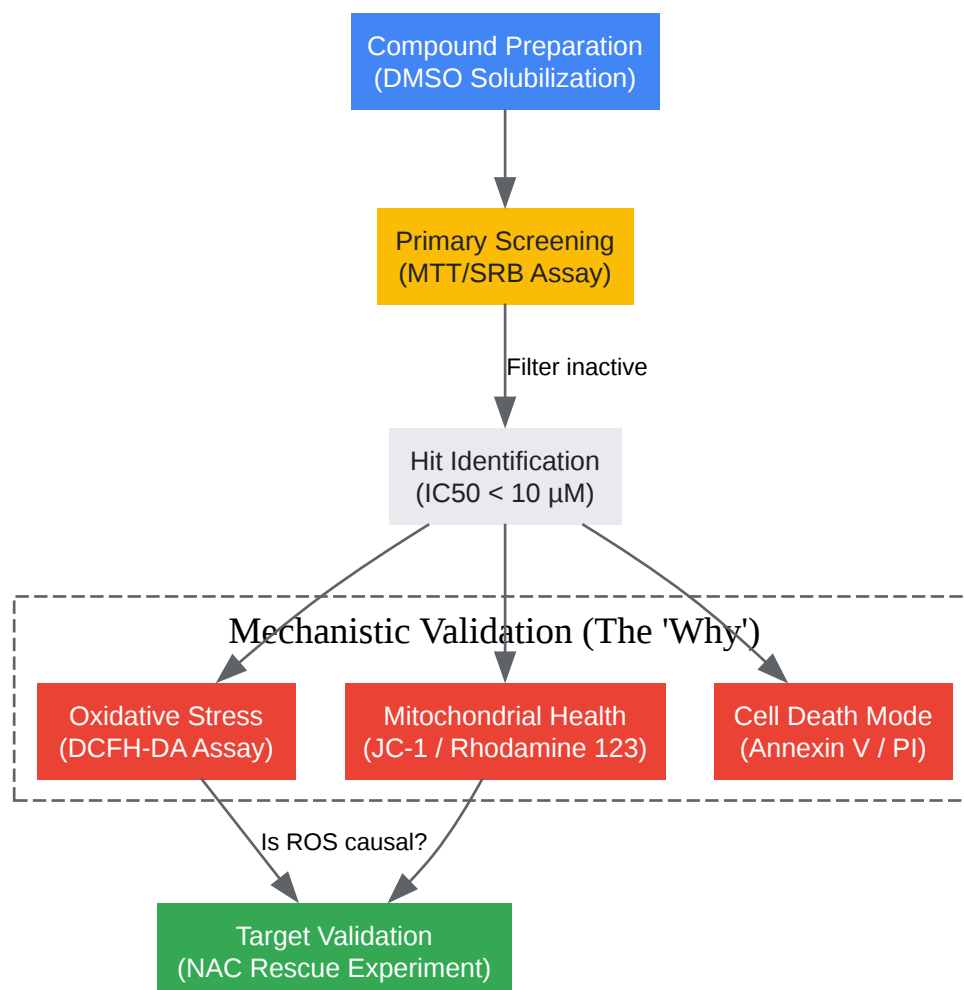 Compound Preparation
(DMSO Solubilization)
Primary Screening
(MTT/SRB Assay)
Filter inactive
Hit Identification
(IC50 < 10 µM)
Mechanistic Validation (The 'Why')
Oxidative Stress
(DCFH-DA Assay)
Mitochondrial Health
(JC-1 / Rhodamine 123)
Cell Death Mode
(Annexin V / PI)
Is ROS causal?
Target Validation
(NAC Rescue Experiment)